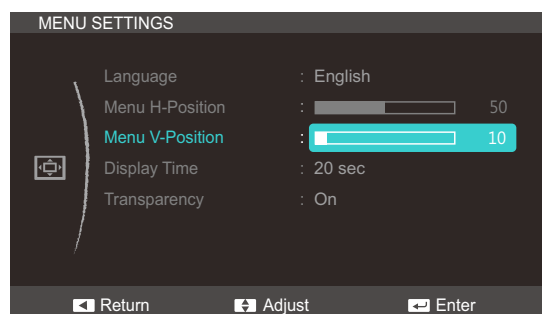 MENU SETTINGS
Language : English
Menu H-Position : 50
Menu V-Position : 10
Display Time : 20 sec
Transparency : On
Return Adjust Enter